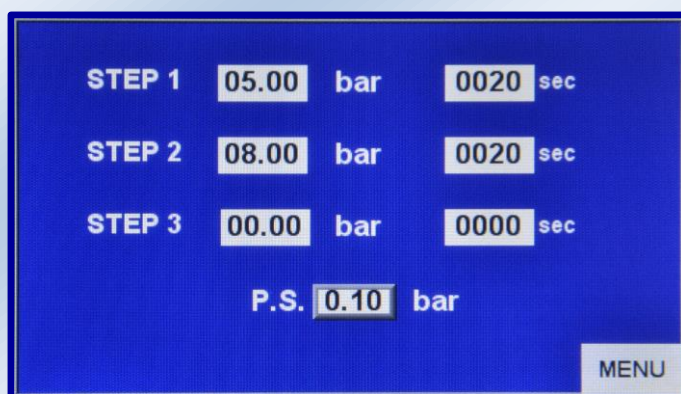 STEP 1 05.00 bar 0020 sec
STEP 2 08.00 bar 0020 sec
STEP 3 00.00 bar 0000 sec
P.S. 0.10 bar
MENU